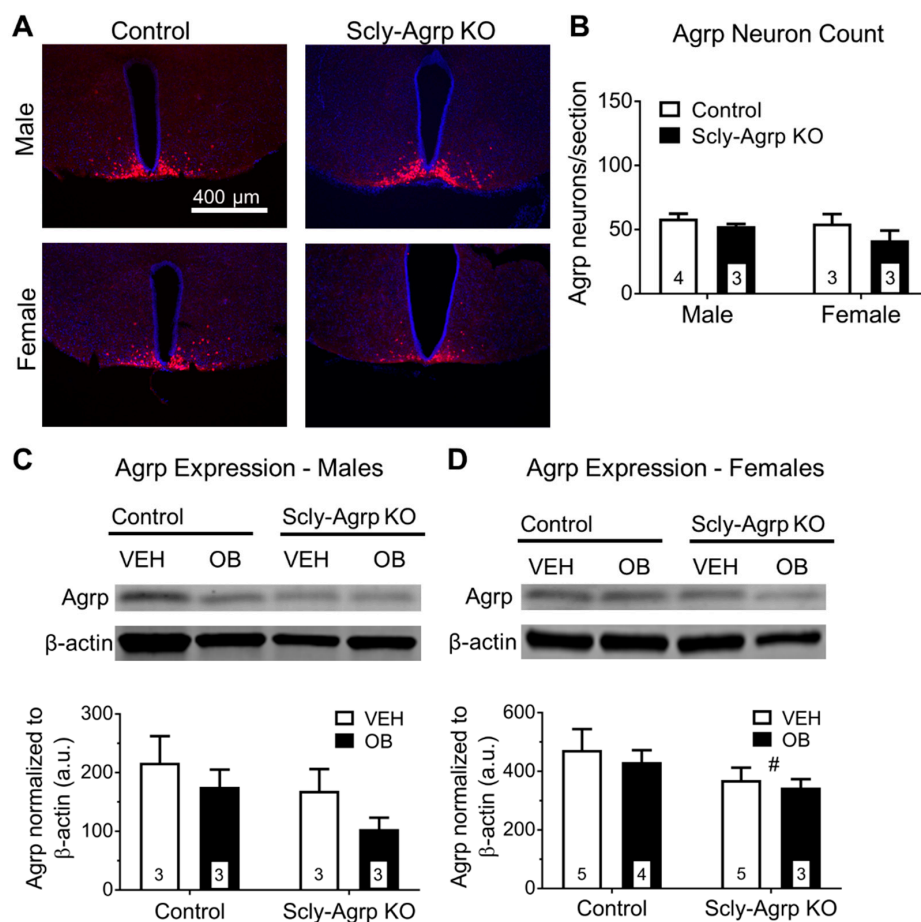 A
Control
Scly-Agrp KO
Male
400 µm
Female
B
Agrp Neuron Count
Agrp neurons/section
150
100
50
0
Control
Scly-Agrp KO
4
3
3
3
Male
Female
C
Agrp Expression - Males
Control
Scly-Agrp KO
VEH
OB
VEH
OB
Agrp
β-actin
Agrp normalized to
β-actin (a.u.)
300
200
100
0
VEH
OB
3
3
3
3
Control
Scly-Agrp KO
D
Agrp Expression - Females
Control
Scly-Agrp KO
VEH
OB
VEH
OB
Agrp
β-actin
Agrp normalized to
β-actin (a.u.)
600
400
200
0
VEH
OB
#
5
4
5
3
Control
Scly-Agrp KO